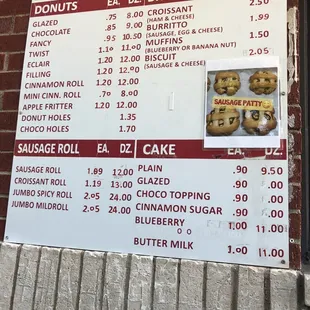 DONUTS EA. DZ.
GLAZED .75 8.00
CHOCOLATE .85 9.00
FANCY .95 10.50
TWIST 1.10 11.00
ECLAIR 1.20 12.00
FILLING 1.20 12.00
CINNAMON ROLL 1.20 12.00
MINI CINN. ROLL .70 8.00
APPLE FRITTER 1.20 12.00
DONUT HOLES 1.35
CHOCO HOLES 1.70
CROISSANT 2.50
(HAM & CHEESE)
BURRITO 1.99
(SAUSAGE, EGG & CHEESE)
MUFFINS 1.50
(BLUEBERRY OR BANANA NUT)
BISCUIT 2.05
(SAUSAGE & CHEESE)
SAUSAGE PATTY
SAUSAGE ROLL EA. DZ.
SAUSAGE ROLL 1.09 12.00
CROISSANT ROLL 1.19 13.00
JUMBO SPICY ROLL 2.05 24.00
JUMBO MILDROLL 2.05 24.00
CAKE EA. DZ.
PLAIN .90 9.50
GLAZED .90
CHOCO TOPPING .90
CINNAMON SUGAR .90
BLUEBERRY 1.00 11.00
BUTTER MILK 1.00 11.00